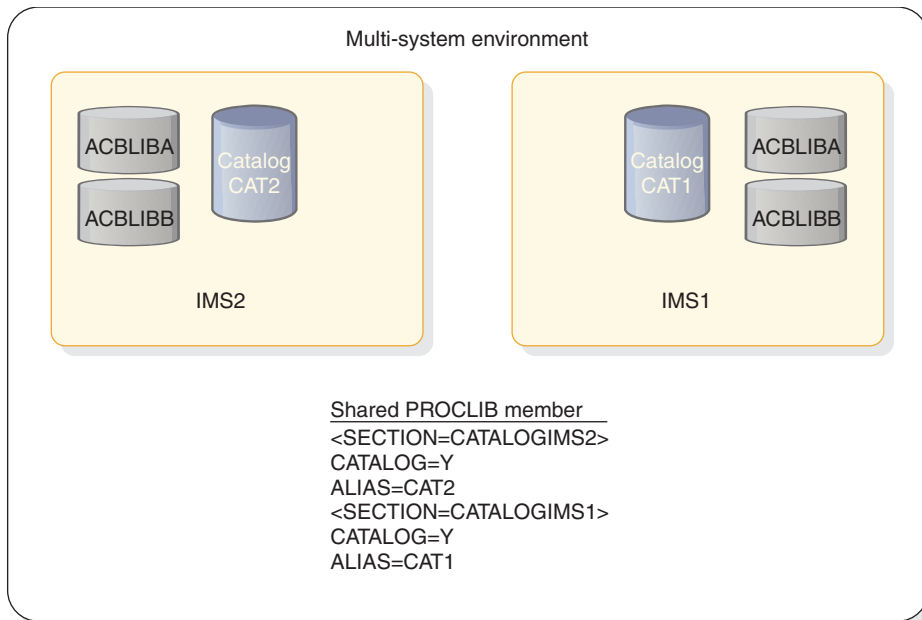 Multi-system environment
ACBLIBA
ACBLIBB
Catalog
CAT2
IMS2
Catalog
CAT1
ACBLIBA
ACBLIBB
IMS1
Shared PROCLIB member
<SECTION=CATALOGIMS2>
CATALOG=Y
ALIAS=CAT2
<SECTION=CATALOGIMS1>
CATALOG=Y
ALIAS=CAT1